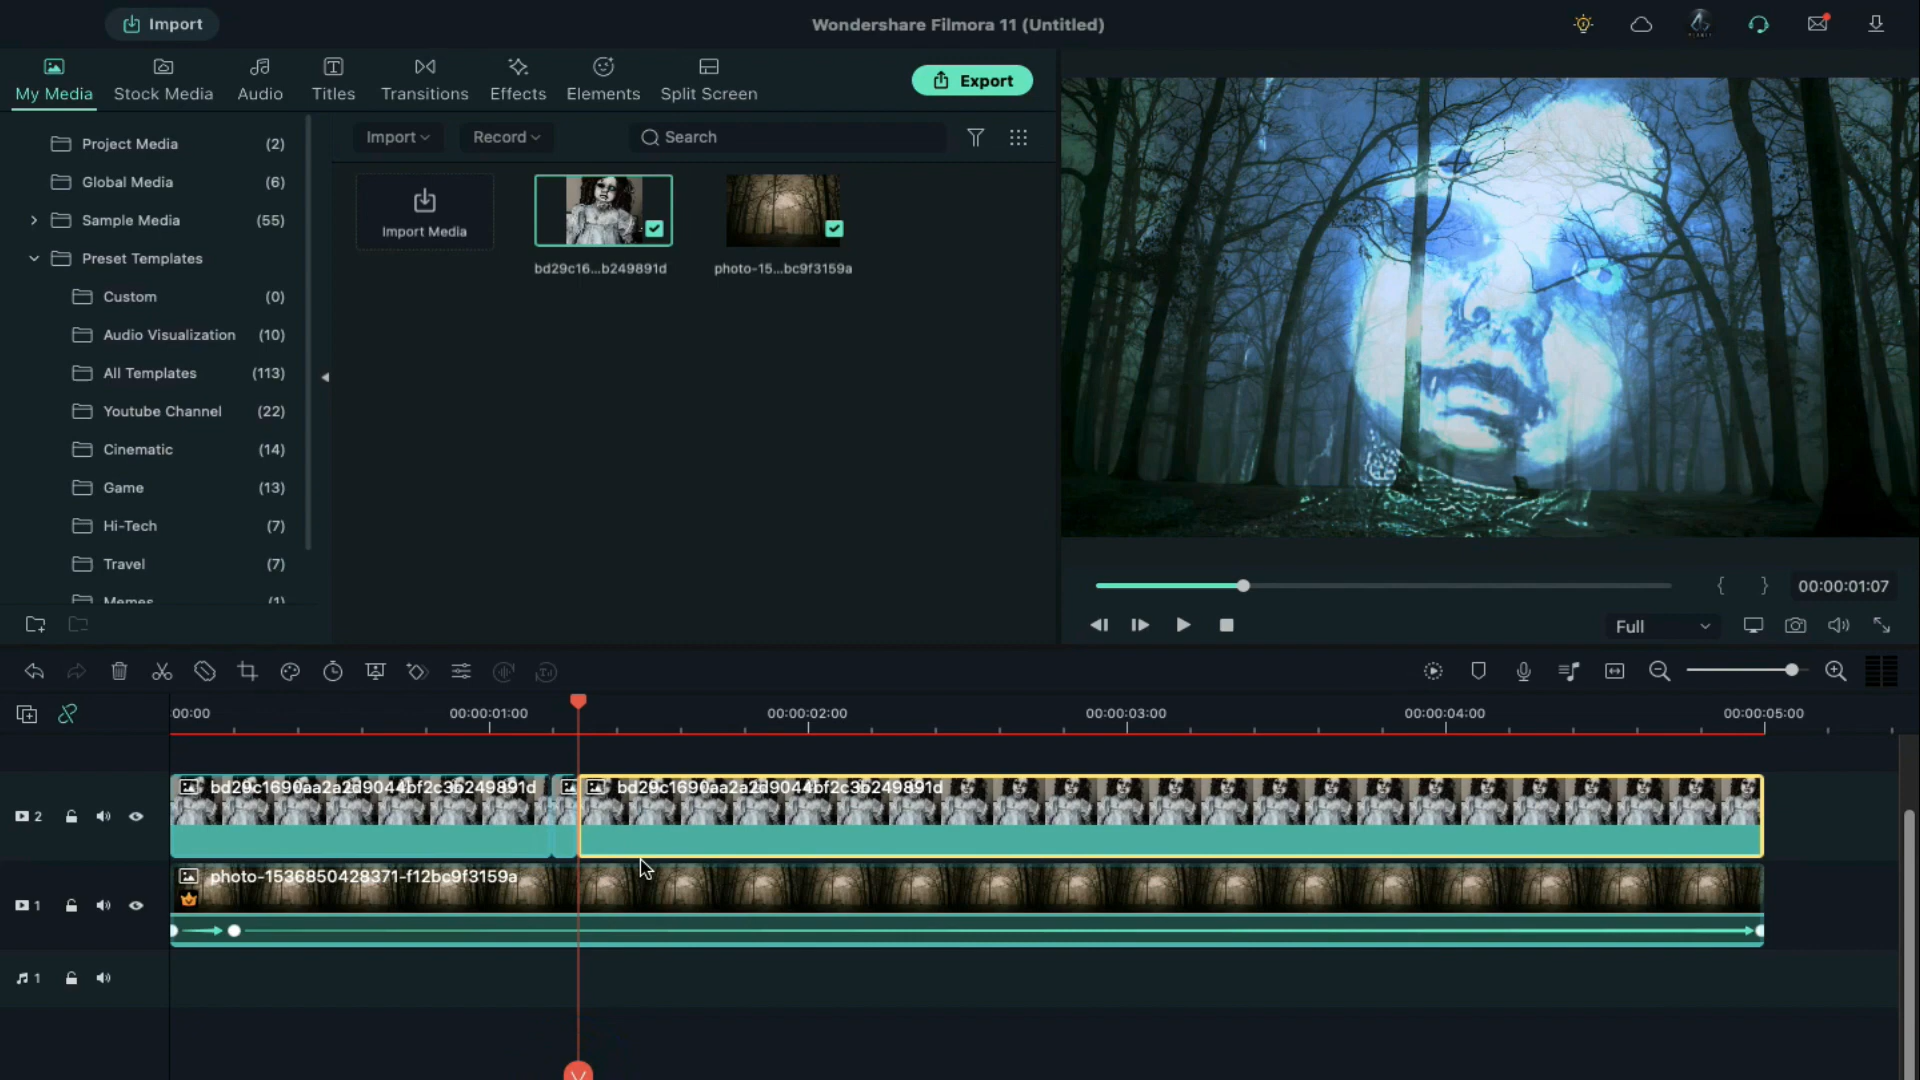 Import
Wondershare Filmora 11 (Untitled)
My Media
Stock Media
Audio
Titles
Transitions
Effects
Elements
Split Screen
Export
Import
Record
Search
Project Media (2)
Global Media (6)
Sample Media (55)
Preset Templates
Custom (0)
Audio Visualization (10)
All Templates (113)
Youtube Channel (22)
Cinematic (14)
Game (13)
Hi-Tech (7)
Travel (7)
Memes (1)
Import Media
bd29c16...b249891d
photo-15...bc9f3159a
{ } 00:00:01:07
Full
:00:00
00:00:01:00
00:00:02:00
00:00:03:00
00:00:04:00
00:00:05:00
2
bd29c1690aa2a2d9044bf2c3b249891d
bd29c1690aa2a2d9044bf2c3b249891d
1
photo-1536850428371-f12bc9f3159a
1